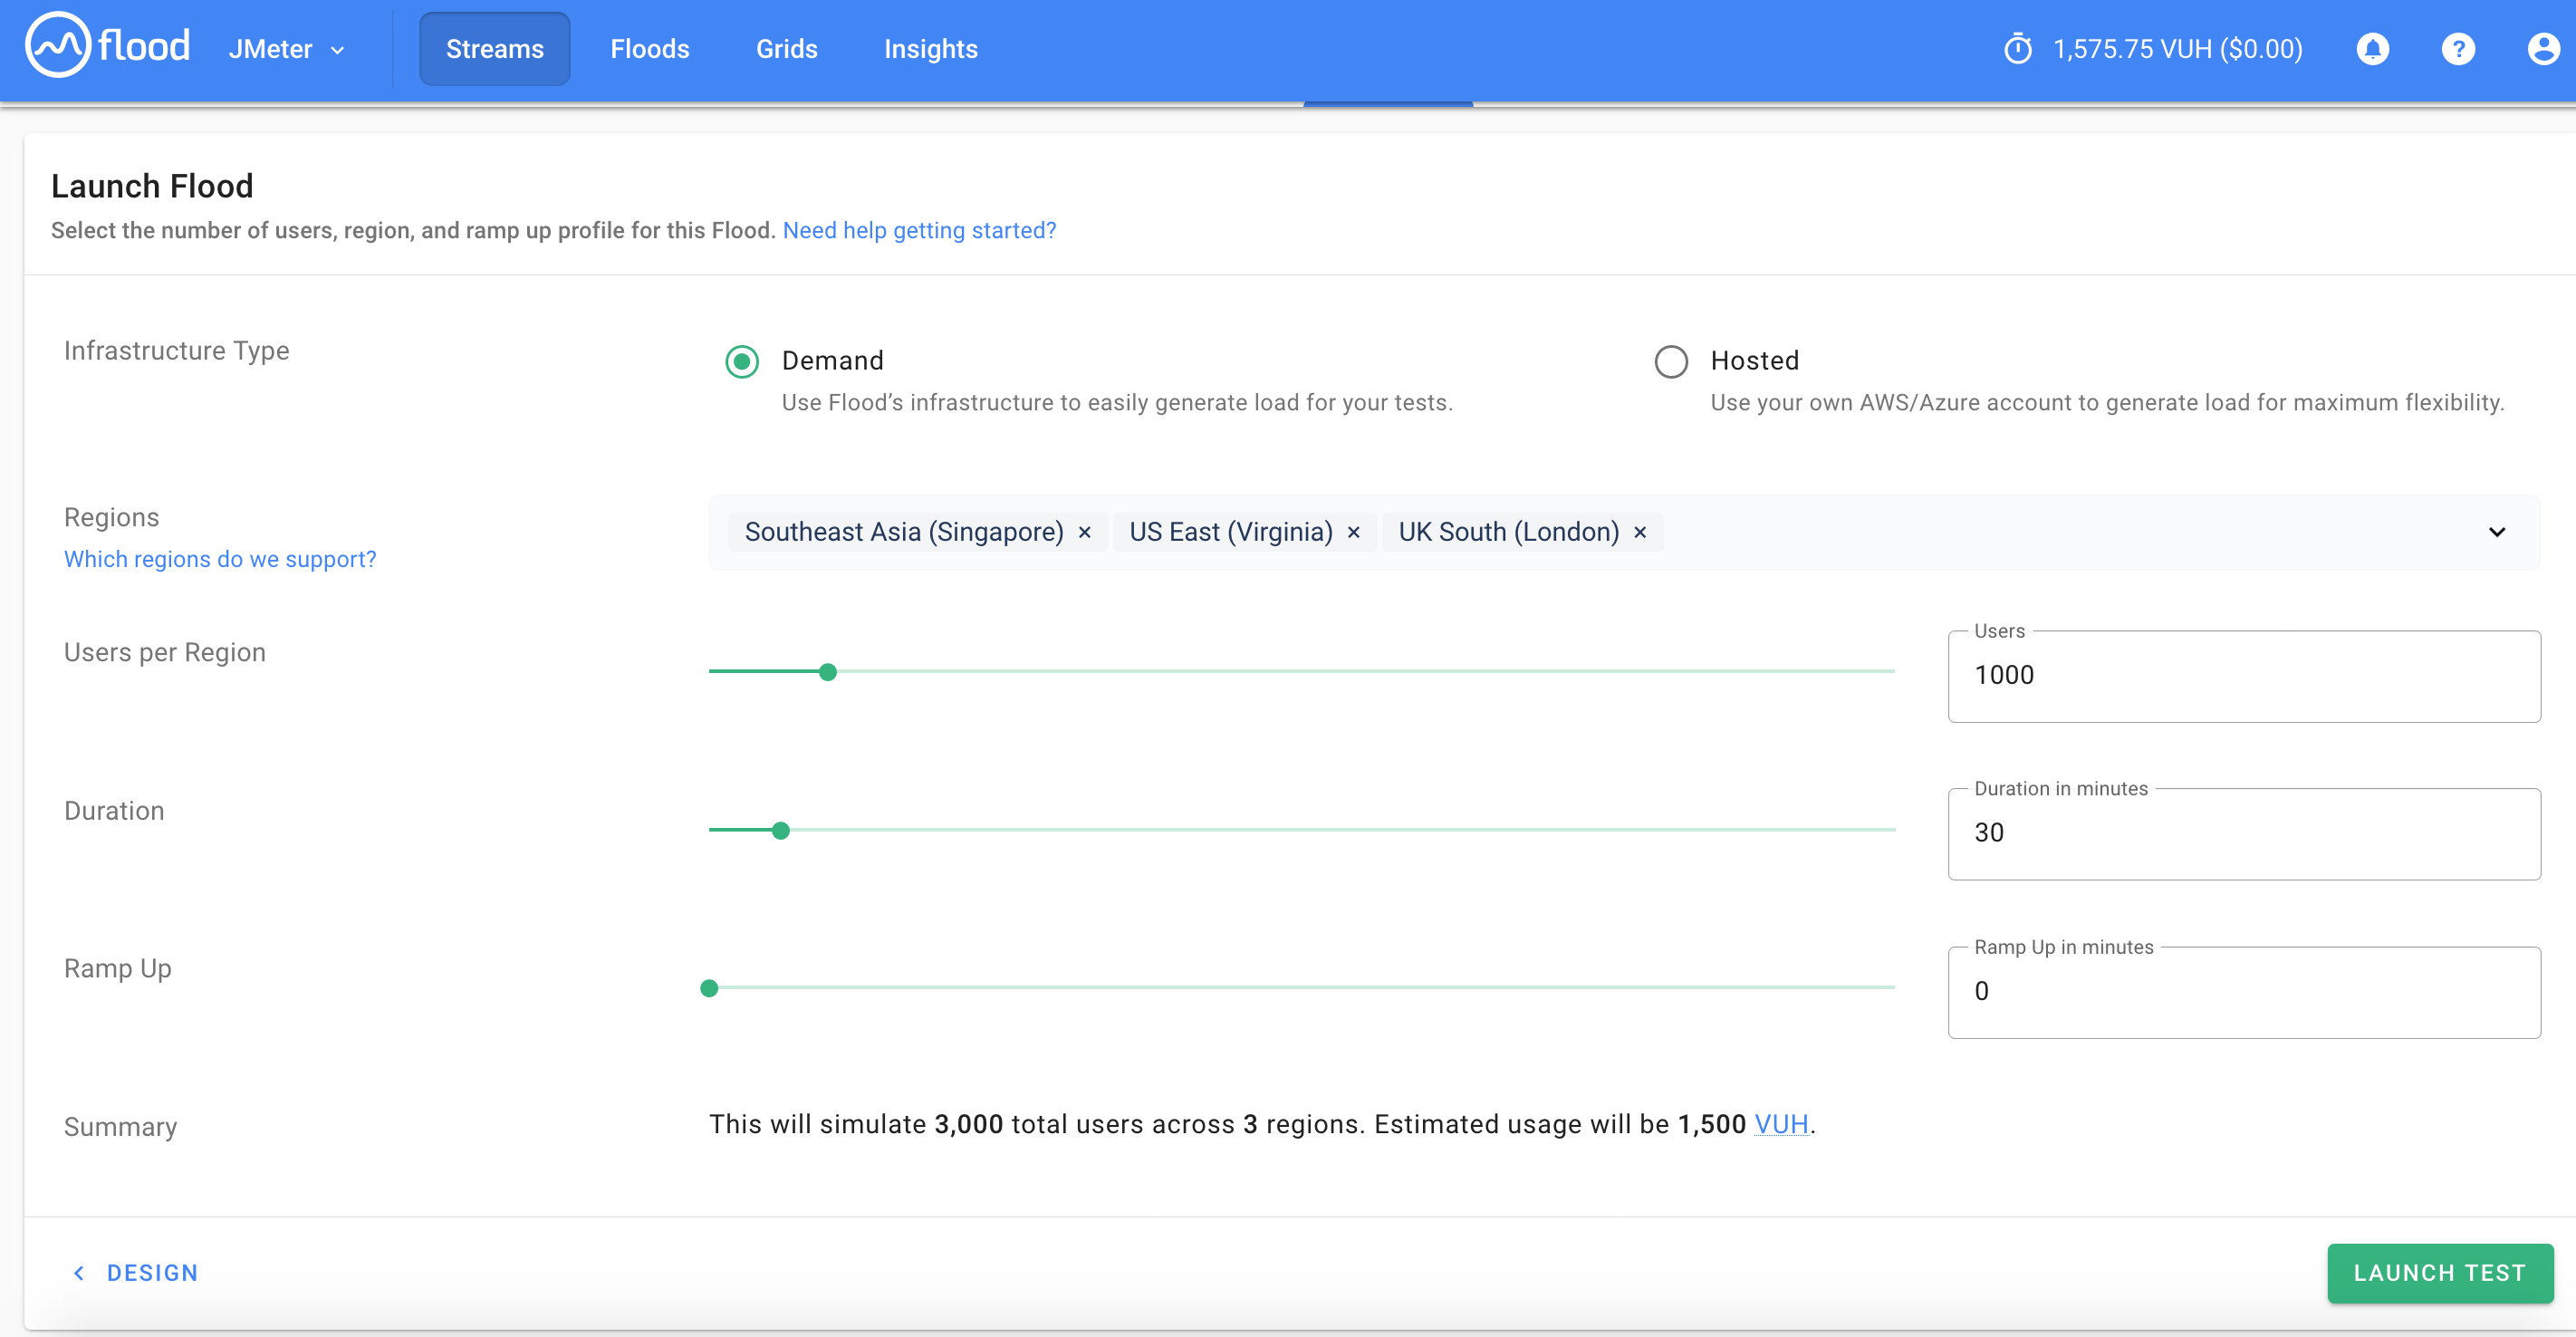 flood JMeter Streams Floods Grids Insights 1,575.75 VUH ($0.00) ?
Launch Flood
Select the number of users, region, and ramp up profile for this Flood. Need help getting started?
Infrastructure Type
Demand
Use Flood’s infrastructure to easily generate load for your tests.
Hosted
Use your own AWS/Azure account to generate load for maximum flexibility.
Regions
Which regions do we support?
Southeast Asia (Singapore) × US East (Virginia) × UK South (London) ×
Users per Region
Users
1000
Duration
Duration in minutes
30
Ramp Up
Ramp Up in minutes
0
Summary
This will simulate 3,000 total users across 3 regions. Estimated usage will be 1,500 VUH.
DESIGN
LAUNCH TEST